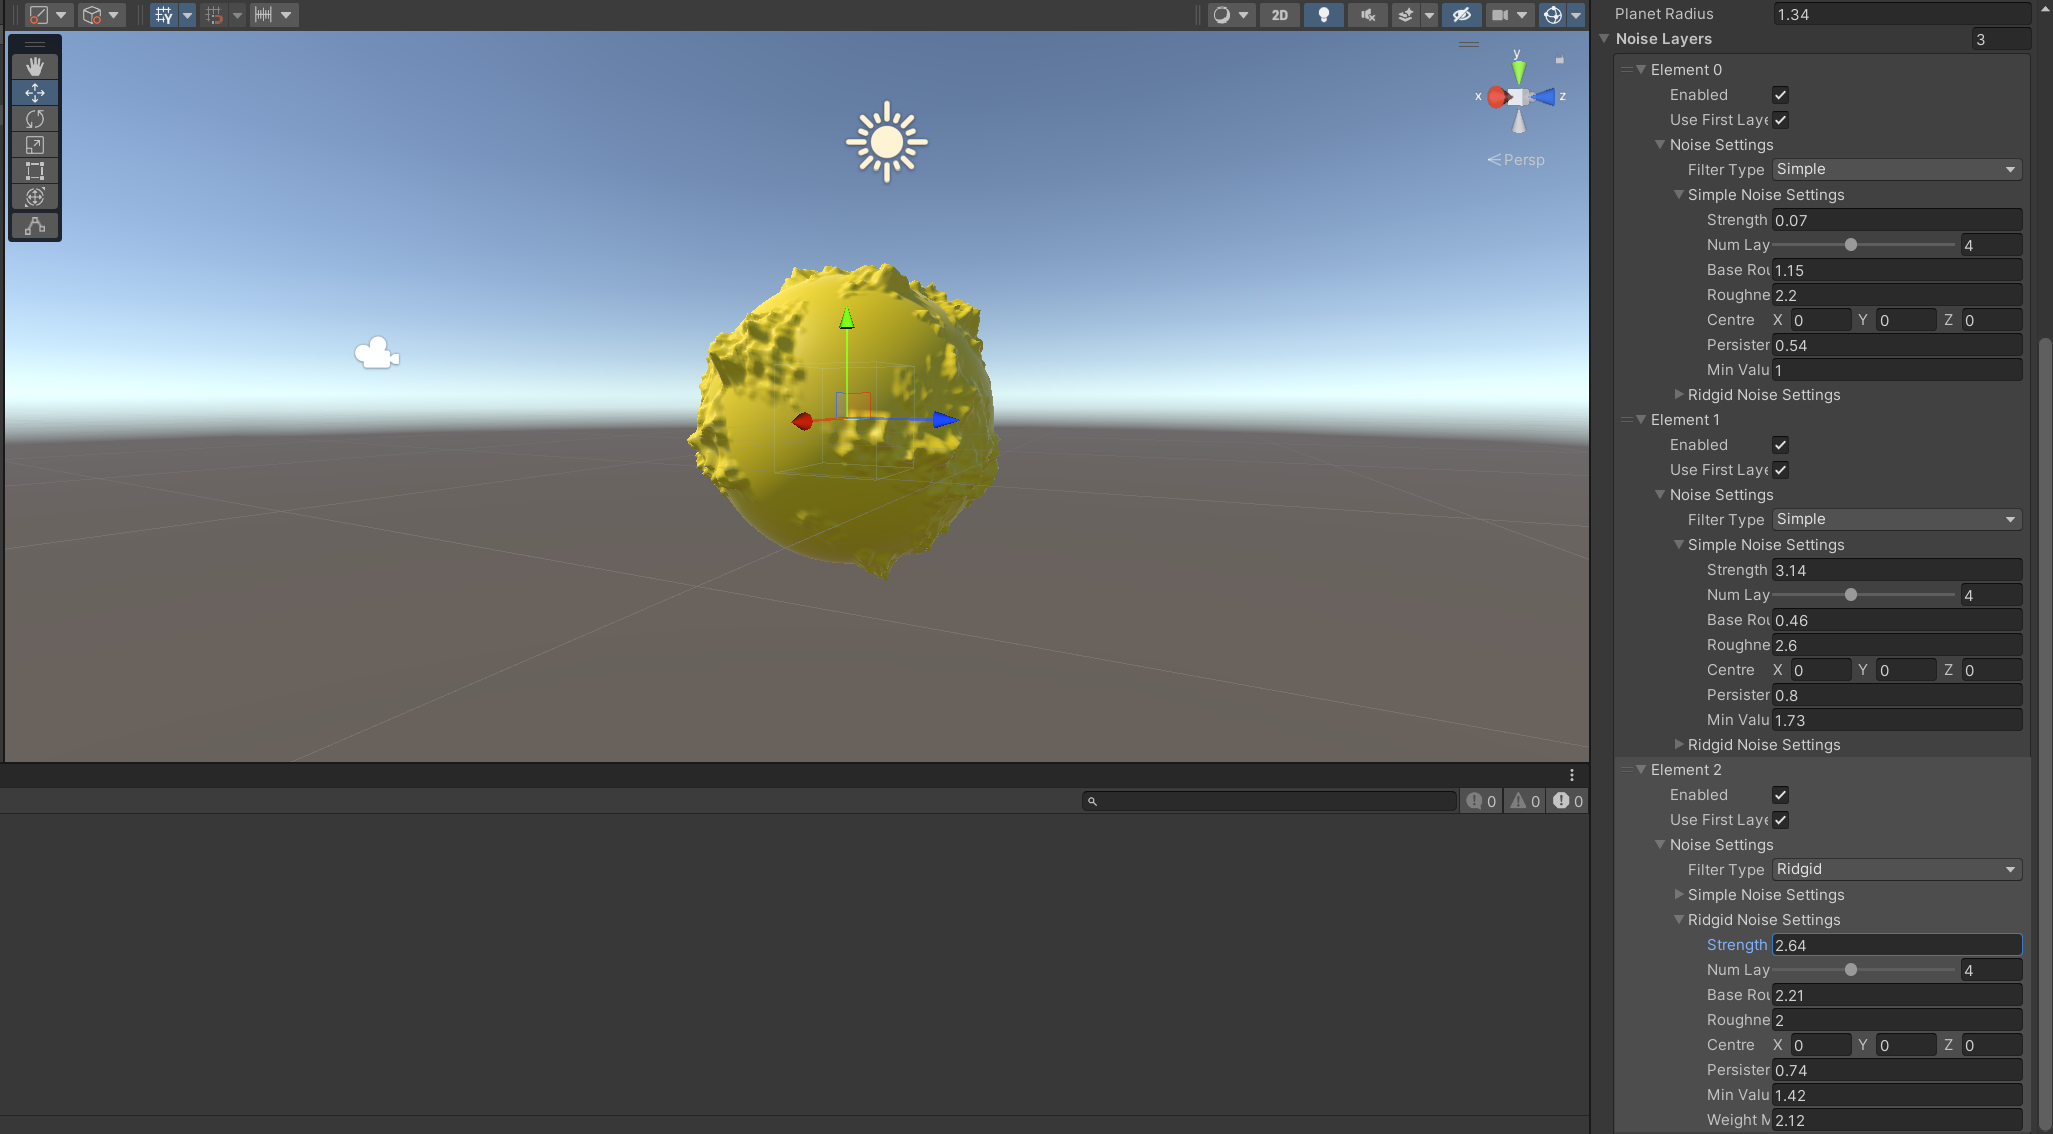 2D
y
x
z
Persp
0
0
0
Planet Radius 1.34
Noise Layers 3
Element 0
Enabled
Use First Laye
Noise Settings
Filter Type Simple
Simple Noise Settings
Strength 0.07
Num Lay 4
Base Rou 1.15
Roughne 2.2
Centre X 0 Y 0 Z 0
Persister 0.54
Min Valu 1
Ridgid Noise Settings
Element 1
Enabled
Use First Laye
Noise Settings
Filter Type Simple
Simple Noise Settings
Strength 3.14
Num Lay 4
Base Rou 0.46
Roughne 2.6
Centre X 0 Y 0 Z 0
Persister 0.8
Min Valu 1.73
Ridgid Noise Settings
Element 2
Enabled
Use First Laye
Noise Settings
Filter Type Ridgid
Simple Noise Settings
Ridgid Noise Settings
Strength 2.64
Num Lay 4
Base Rou 2.21
Roughne 2
Centre X 0 Y 0 Z 0
Persister 0.74
Min Valu 1.42
Weight M 2.12